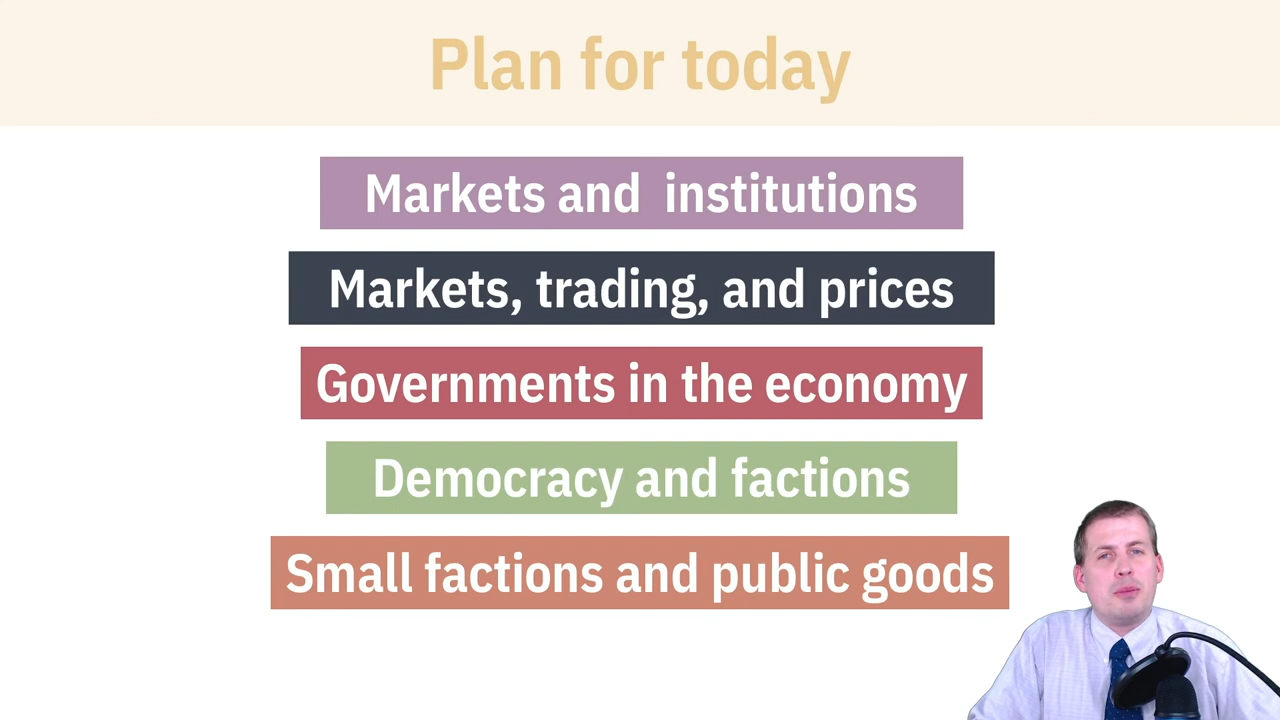 Plan for today
Markets and  institutions
Markets, trading, and prices
Governments in the economy
Democracy and factions
Small factions and public goods